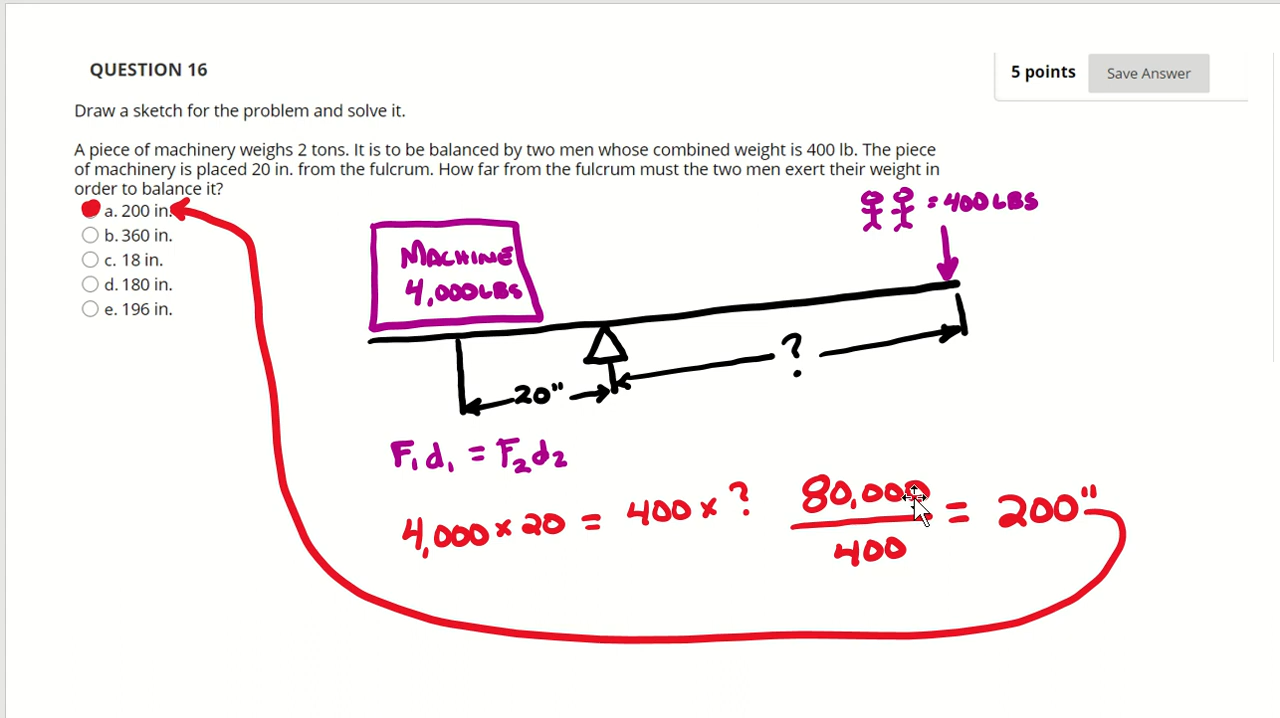 QUESTION 16
5 points
Save Answer
Draw a sketch for the problem and solve it.
A piece of machinery weighs 2 tons. It is to be balanced by two men whose combined weight is 400 lb. The piece
of machinery is placed 20 in. from the fulcrum. How far from the fulcrum must the two men exert their weight in
order to balance it?
a. 200 in.
b. 360 in.
c. 18 in.
d. 180 in.
e. 196 in.
= 400 LBS
MACHINE
4,000 LBS
?
20"
F₁d₁ = F₂d₂
4,000 x 20 = 400 x ?
80,000
400
= 200"